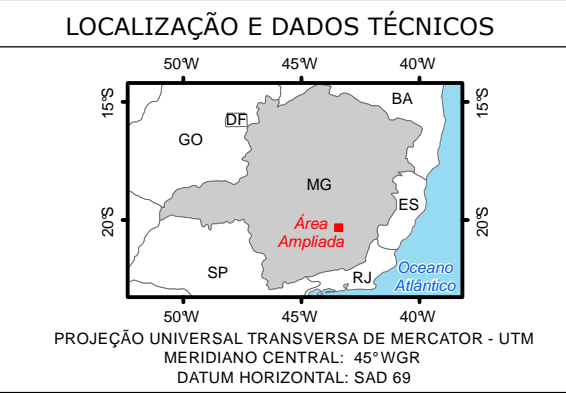 LOCALIZAÇÃO E DADOS TÉCNICOS
50°W 45°W 40°W
15°S 15°S
BA
DF
GO
MG
ES
20°S 20°S
Área
Ampliada
SP
RJ
Oceano
Atlântico
50°W 45°W 40°W
PROJEÇÃO UNIVERSAL TRANSVERSA DE MERCATOR - UTM
MERIDIANO CENTRAL: 45°WGR
DATUM HORIZONTAL: SAD 69